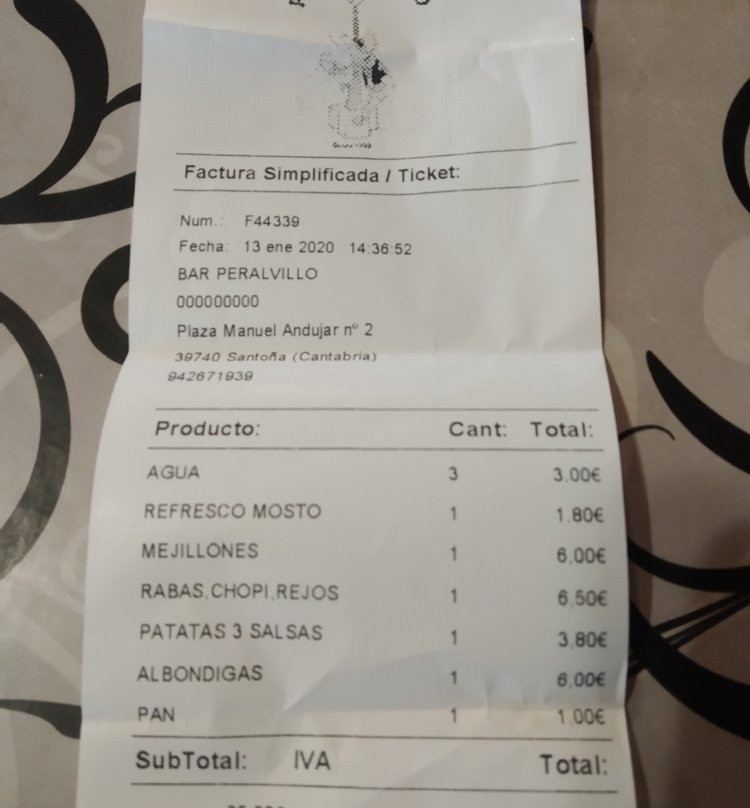 Factura Simplificada / Ticket:
Num.: F44339
Fecha: 13 ene 2020 14:36:52
BAR PERALVILLO
000000000
Plaza Manuel Andujar nº 2
39740 Santoña (Cantabria)
942671939
Producto: Cant: Total:
AGUA 3 3.00€
REFRESCO MOSTO 1 1.80€
MEJILLONES 1 6,00€
RABAS,CHOPI,REJOS 1 6,50€
PATATAS 3 SALSAS 1 3,80€
ALBONDIGAS 1 6,00€
PAN 1 1,00€
SubTotal: IVA Total: